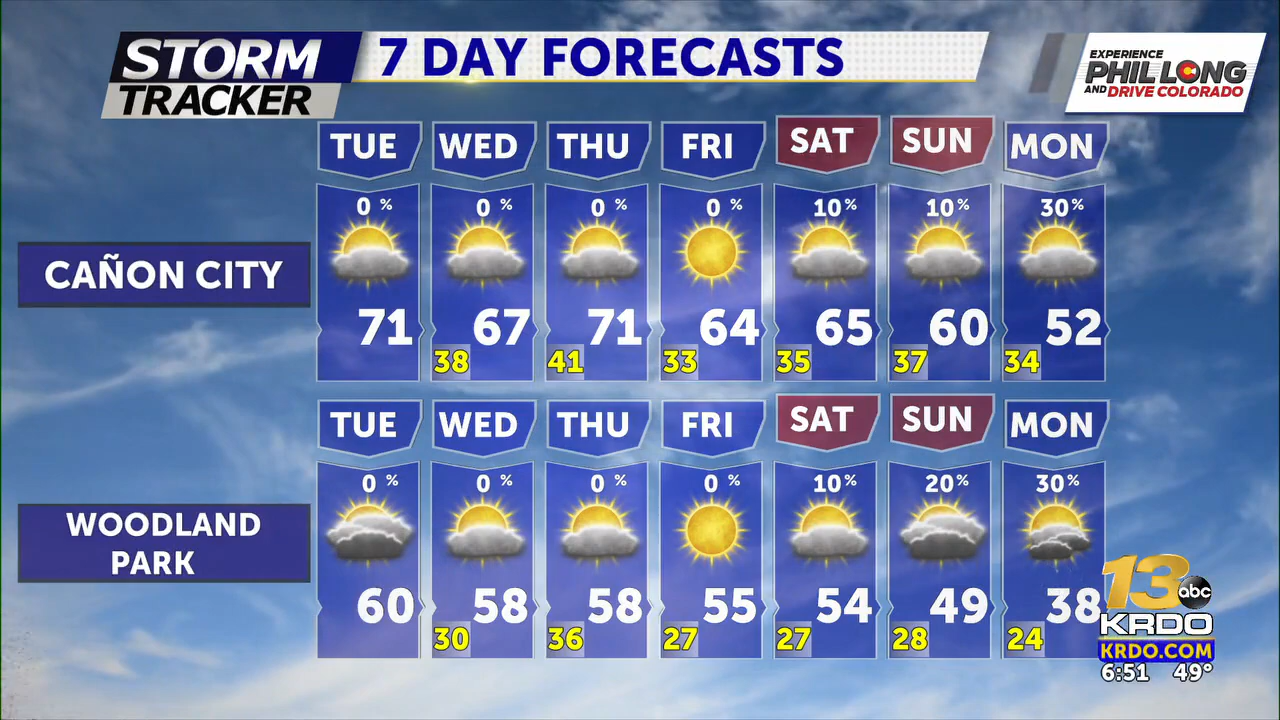 STORM TRACKER
7 DAY FORECASTS
EXPERIENCE
PHIL LONG
AND DRIVE COLORADO
TUE WED THU FRI SAT SUN MON
0 % 0 % 0 % 0 % 10% 10% 30%
CAÑON CITY
71 67 71 64 65 60 52
38 41 33 35 37 34
TUE WED THU FRI SAT SUN MON
0 % 0 % 0 % 0 % 10% 20% 30%
WOODLAND
PARK
60 58 58 55 54 49 38
30 36 27 27 28 24
13 abc
KRDO
KRDO.COM
6:51 49°